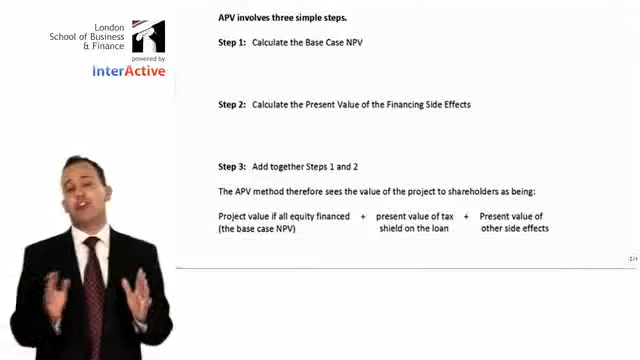 London
School of Business
& Finance
powered by
InterActive
APV involves three simple steps.
Step 1: Calculate the Base Case NPV
Step 2: Calculate the Present Value of the Financing Side Effects
Step 3: Add together Steps 1 and 2
The APV method therefore sees the value of the project to shareholders as being:
Project value if all equity financed + present value of tax + Present value of
(the base case NPV) shield on the loan other side effects